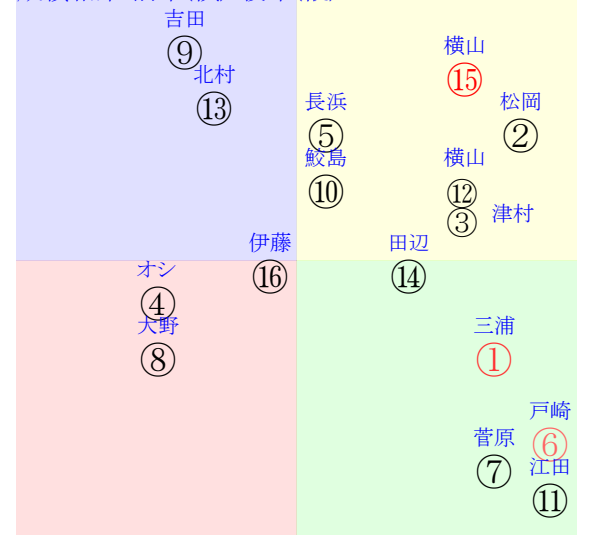 吉田
⑨
北村
⑬
横山
⑮
長浜
⑤
松岡
②
鮫島
⑩
横山
⑫
③
津村
伊藤
⑯
田辺
⑭
オシ
④
大野
⑧
三浦
①
戸崎
⑥
菅原
⑦
江田
⑪